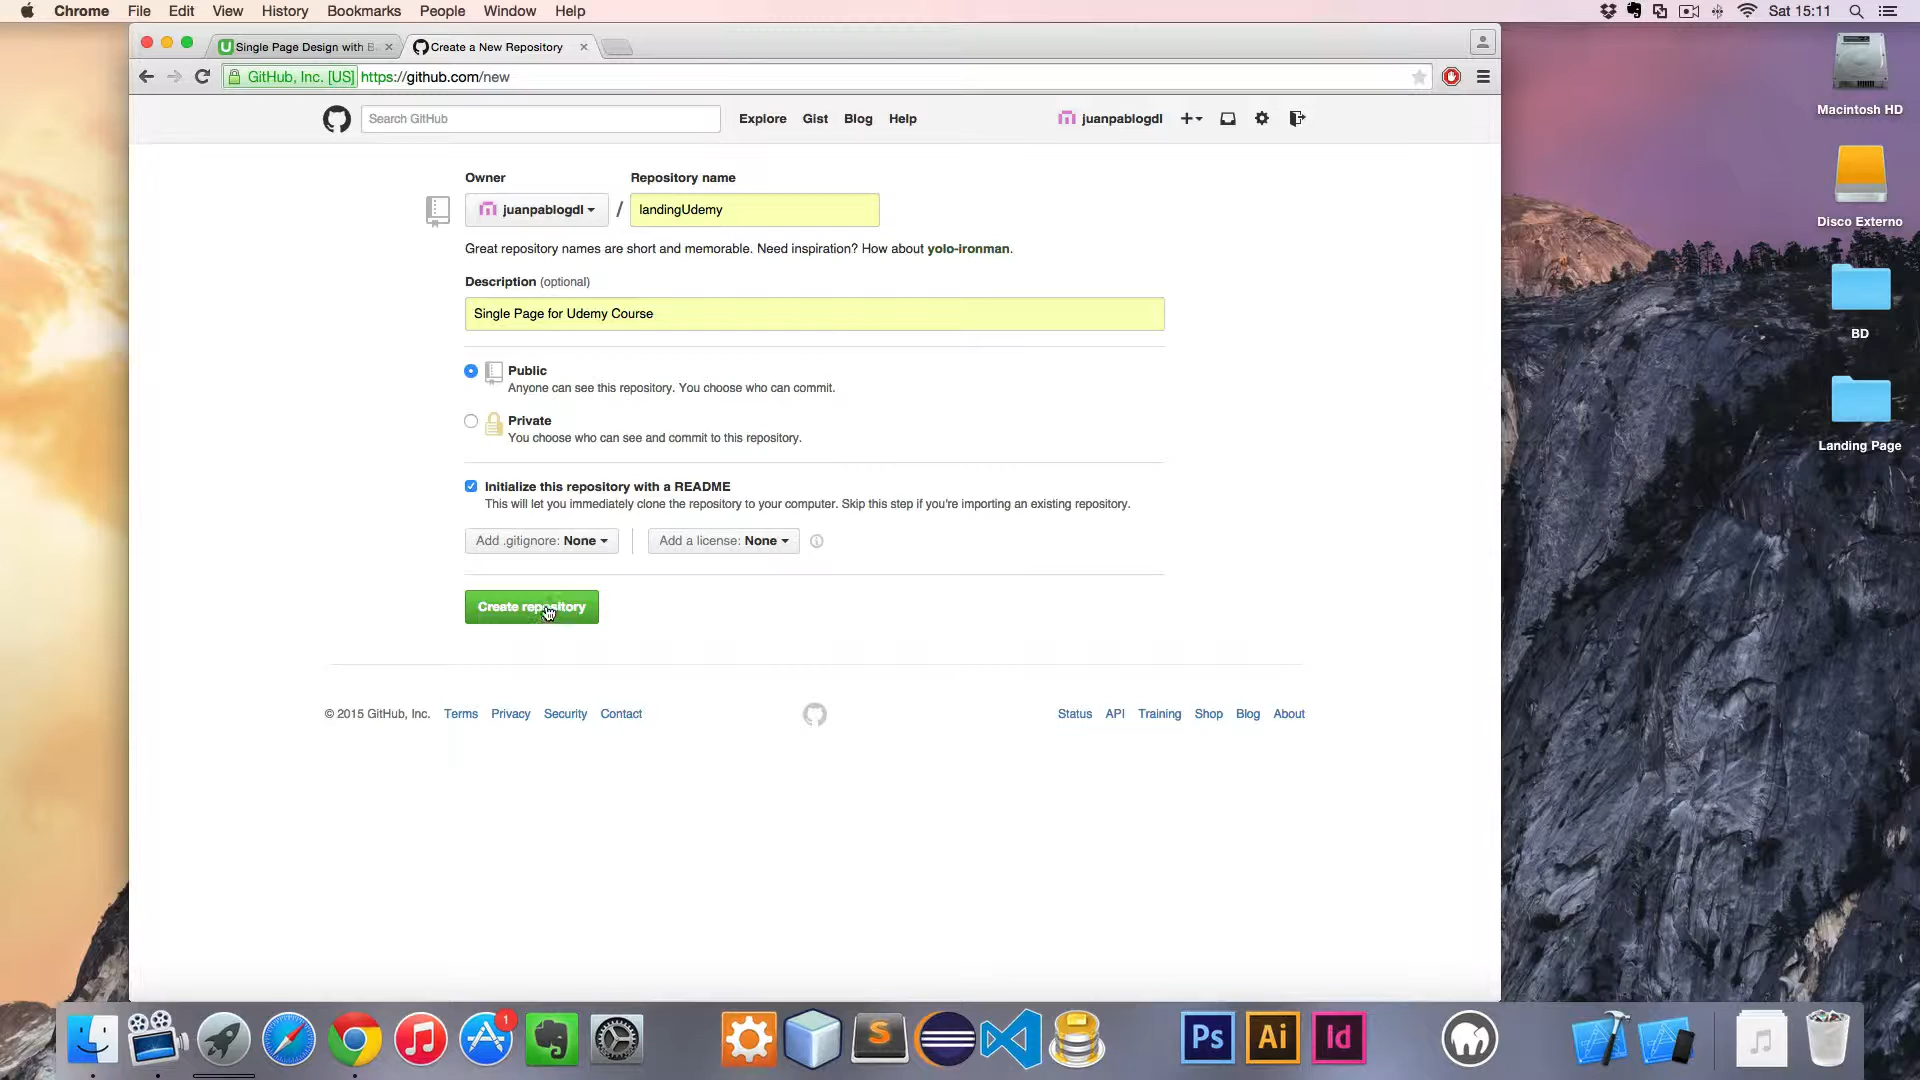 Chrome File Edit View History Bookmarks People Window Help Sat 15:11
Single Page Design with B Create a New Repository
GitHub, Inc. [US] https://github.com/new
Macintosh HD
Search GitHub Explore Gist Blog Help juanpablogdl
Owner Repository name
juanpablogdl / landingUdemy
Disco Externo
Great repository names are short and memorable. Need inspiration? How about yolo-ironman.
Description (optional)
Single Page for Udemy Course
BD
Public
Anyone can see this repository. You choose who can commit.
Private
You choose who can see and commit to this repository.
Landing Page
Initialize this repository with a README
This will let you immediately clone the repository to your computer. Skip this step if you're importing an existing repository.
Add .gitignore: None Add a license: None
Create repository
© 2015 GitHub, Inc. Terms Privacy Security Contact Status API Training Shop Blog About
1
S Ps Ai Id